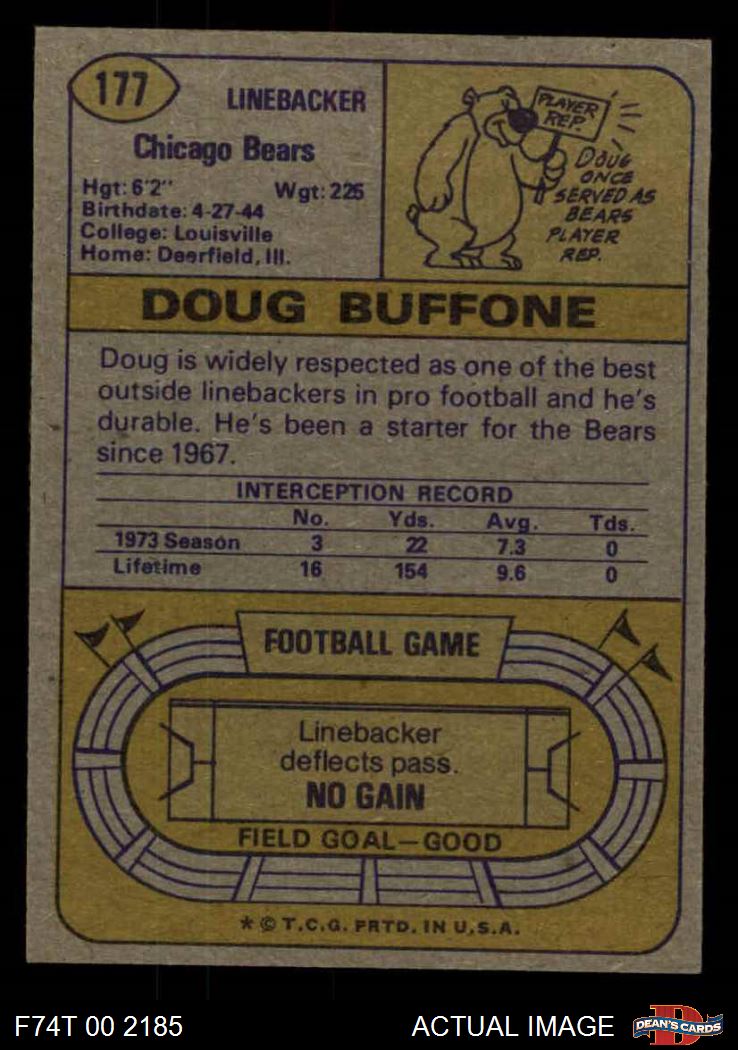 177
LINEBACKER
Chicago Bears
Hgt: 6'2" Wgt: 225
Birthdate: 4-27-44
College: Louisville
Home: Deerfield, Ill.
PLAYER
REP.
DOUG
ONCE
SERVED AS
BEARS
PLAYER
REP.
DOUG BUFFONE
Doug is widely respected as one of the best
outside linebackers in pro football and he's
durable. He's been a starter for the Bears
since 1967.
INTERCEPTION RECORD
No. Yds. Avg. Tds.
1973 Season 3 22 7.3 0
Lifetime 16 154 9.6 0
FOOTBALL GAME
Linebacker
deflects pass.
NO GAIN
FIELD GOAL—GOOD
* © T.C.G. PRTD. IN U.S.A.
F74T 00 2185 ACTUAL IMAGE
DEAN'S CARDS